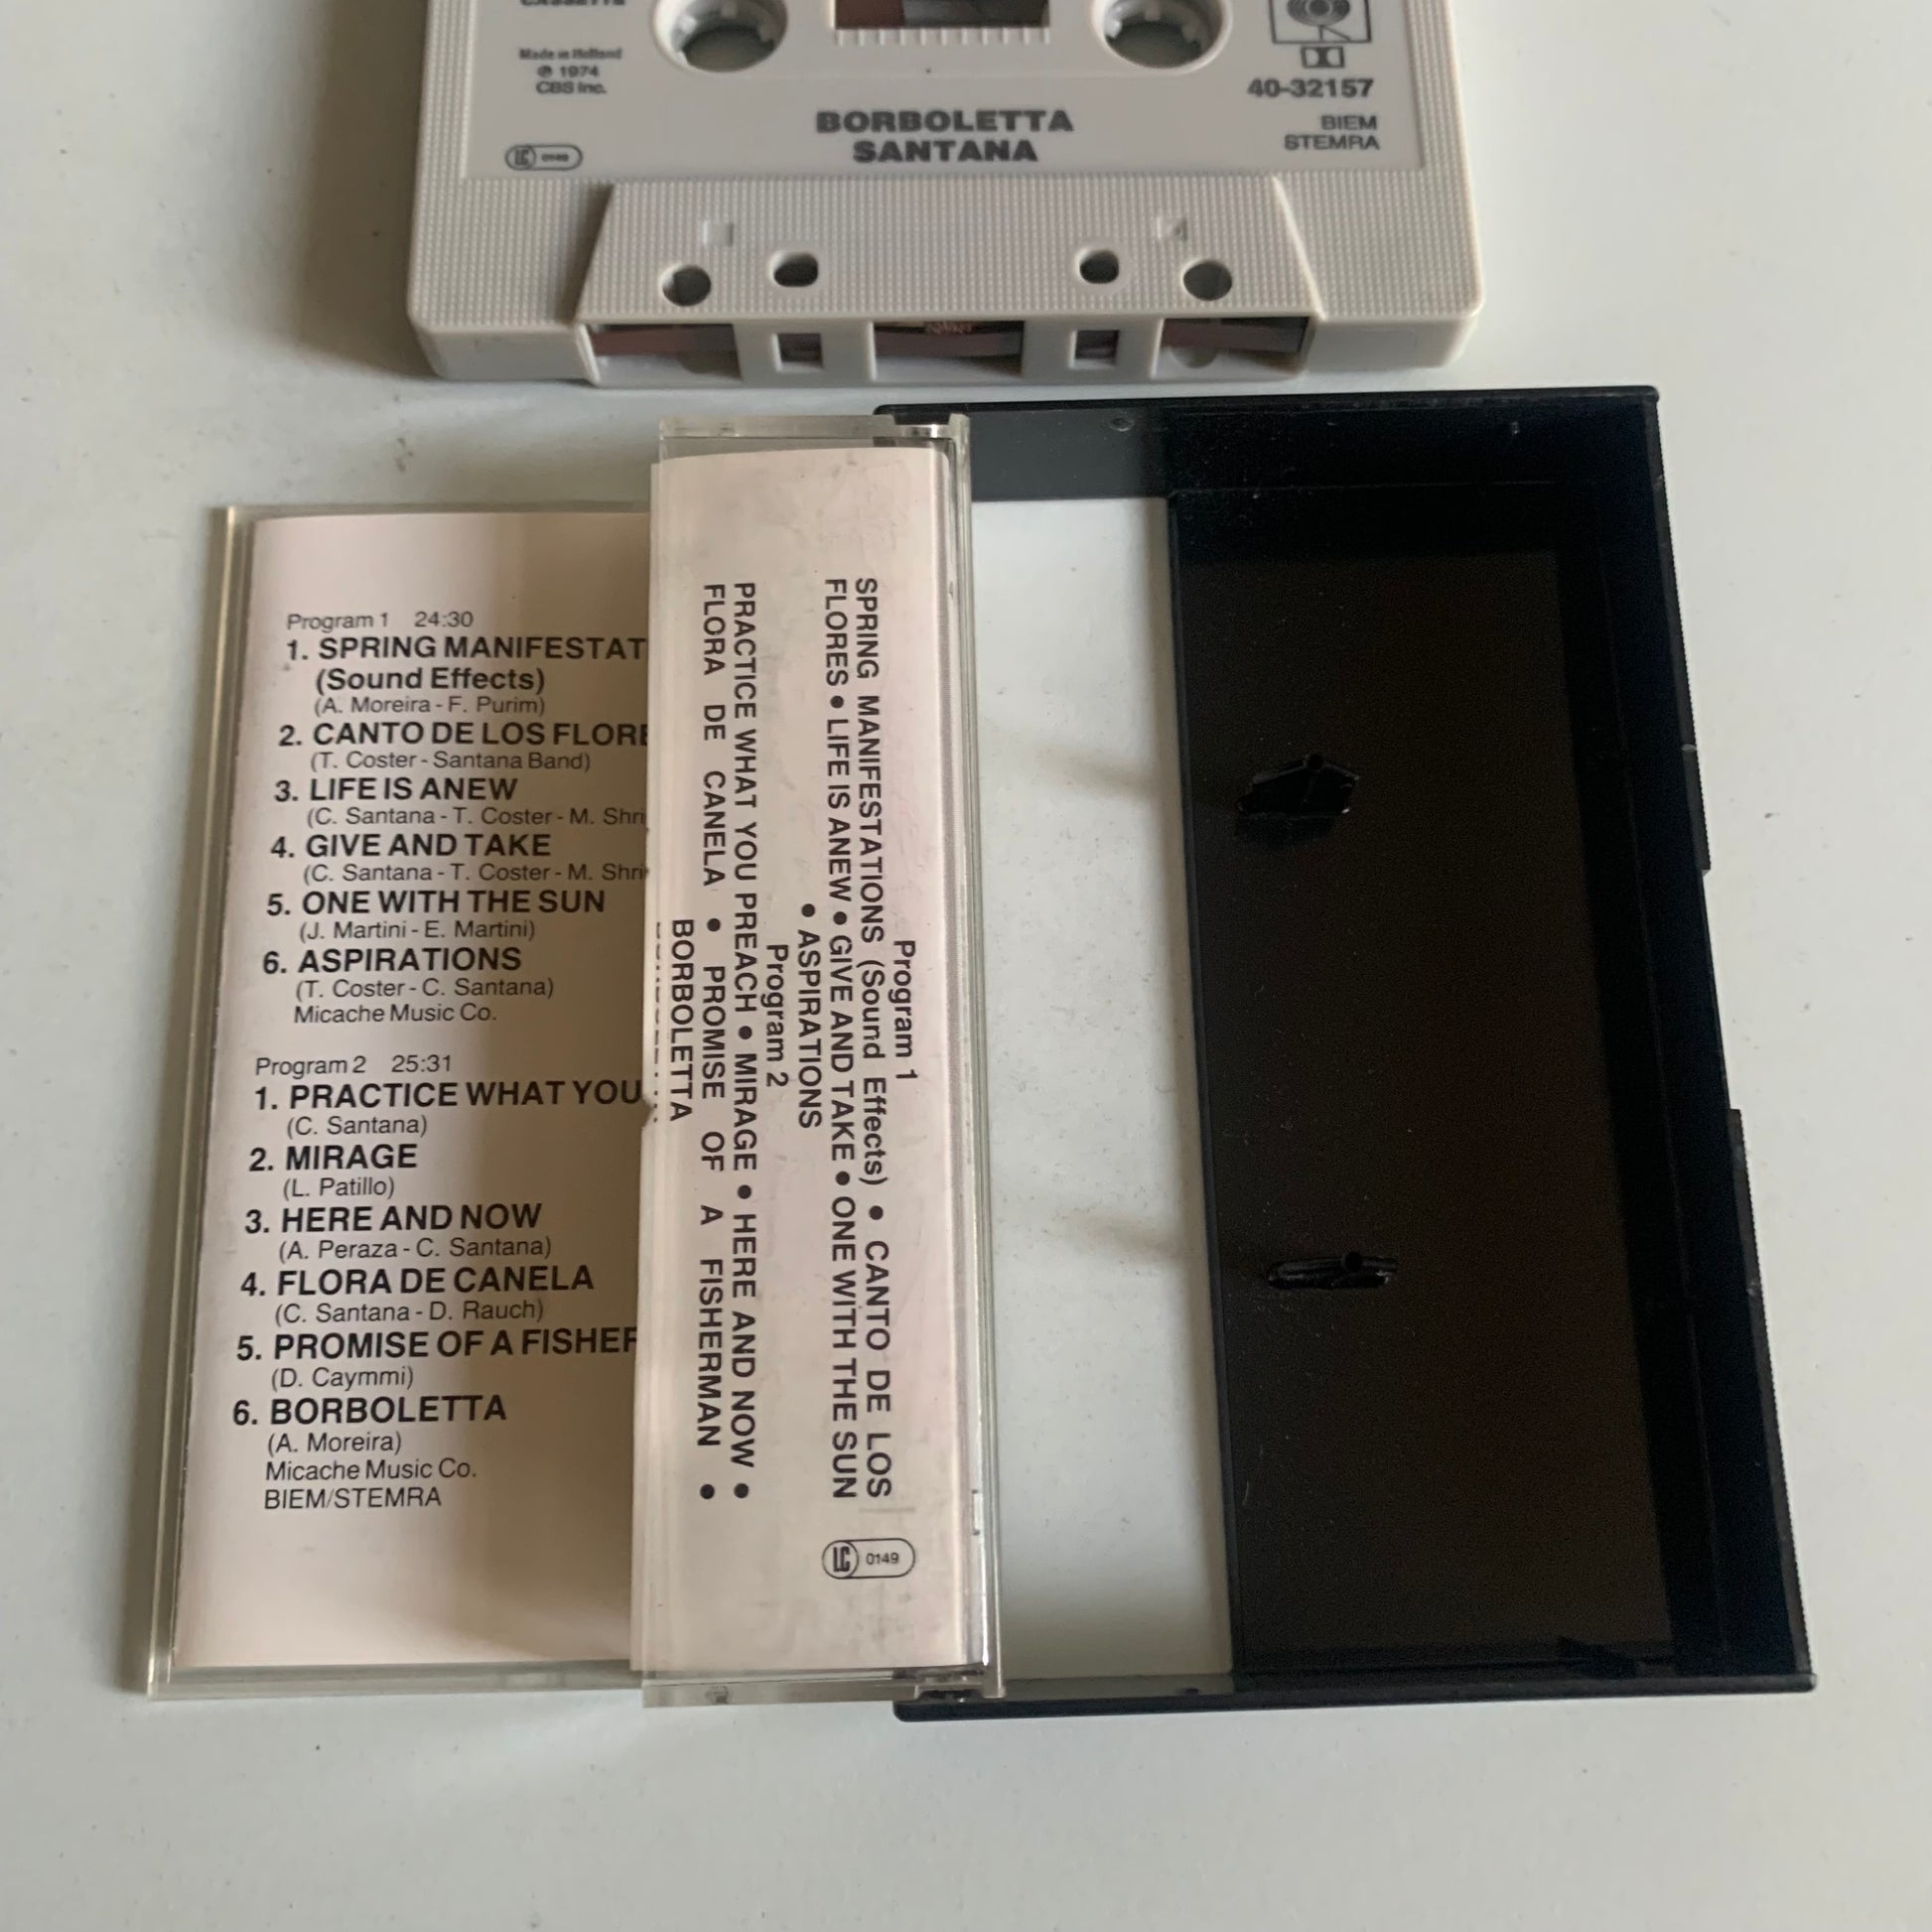 CASSETTE
Made in Holland
℗ 1974
CBS Inc.
LC 0149
BORBOLETTA
SANTANA
40-32157
BIEM
STEMRA
Program 1 24:30
1. SPRING MANIFESTAT
(Sound Effects)
(A. Moreira - F. Purim)
2. CANTO DE LOS FLORE
(T. Coster - Santana Band)
3. LIFE IS ANEW
(C. Santana - T. Coster - M. Shri
4. GIVE AND TAKE
(C. Santana - T. Coster - M. Shri
5. ONE WITH THE SUN
(J. Martini - E. Martini)
6. ASPIRATIONS
(T. Coster - C. Santana)
Micache Music Co.
Program 2 25:31
1. PRACTICE WHAT YOU
(C. Santana)
2. MIRAGE
(L. Patillo)
3. HERE AND NOW
(A. Peraza - C. Santana)
4. FLORA DE CANELA
(C. Santana - D. Rauch)
5. PROMISE OF A FISHER
(D. Caymmi)
6. BORBOLETTA
(A. Moreira)
Micache Music Co.
BIEM/STEMRA
Program 1
SPRING MANIFESTATIONS (Sound Effects) • CANTO DE LOS
FLORES • LIFE IS ANEW • GIVE AND TAKE • ONE WITH THE SUN
• ASPIRATIONS
Program 2
PRACTICE WHAT YOU PREACH • MIRAGE • HERE AND NOW •
FLORA DE CANELA • PROMISE OF A FISHERMAN •
BORBOLETTA
LC 0149